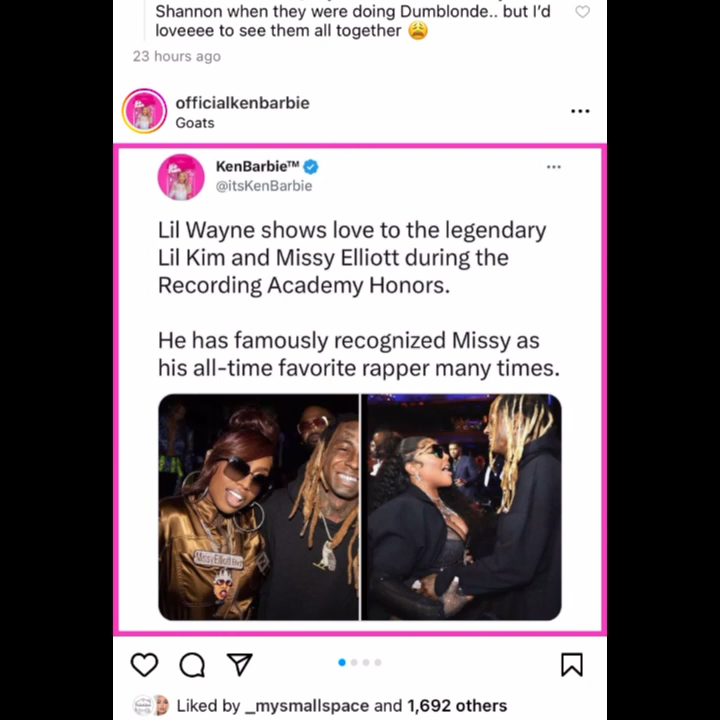 Shannon when they were doing Dumblonde.. but I'd
loveeee to see them all together 😩
23 hours ago
officialkenbarbie
Goats
KenBarbie™
@itsKenBarbie
Lil Wayne shows love to the legendary
Lil Kim and Missy Elliott during the
Recording Academy Honors.
He has famously recognized Missy as
his all-time favorite rapper many times.
Liked by _mysmallspace and 1,692 others